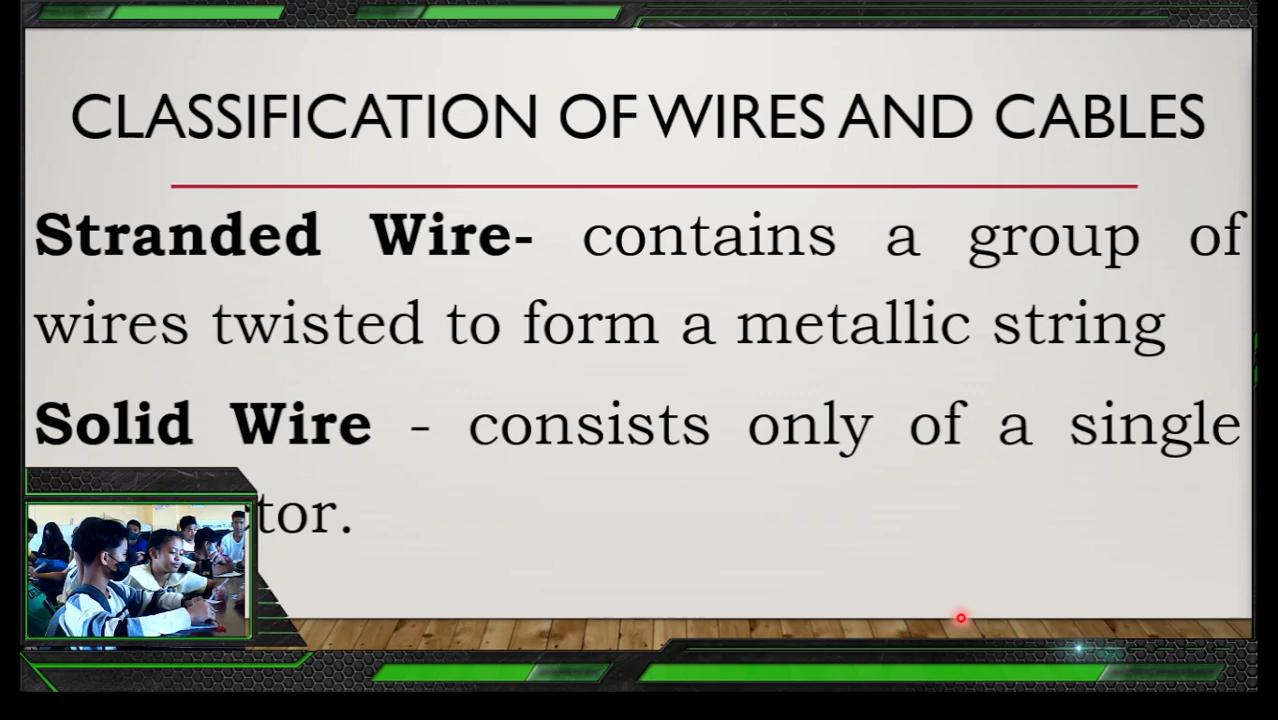 CLASSIFICATION OF WIRES AND CABLES
Stranded Wire- contains a group of
wires twisted to form a metallic string
Solid Wire - consists only of a single
tor.